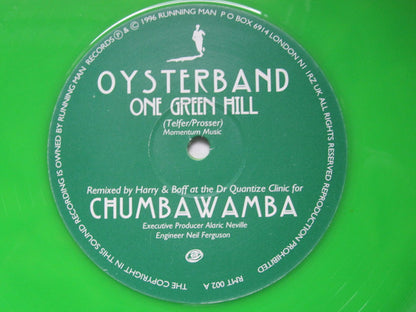 ℗ & © 1996 RUNNING MAN P O BOX 6914 LONDON N1 1RZ UK ALL RIGHTS RESERVED REPRODUCTION PROHIBITED
THE COPYRIGHT IN THIS SOUND RECORDING IS OWNED BY RUNNING MAN RECORDS
OYSTERBAND
ONE GREEN HILL
(Telfer/Prosser)
Momentum Music
Remixed by Harry & Boff at the Dr Quantize Clinic for
CHUMBAWAMBA
Executive Producer Alaric Neville
Engineer Neil Ferguson
RMT 002 A